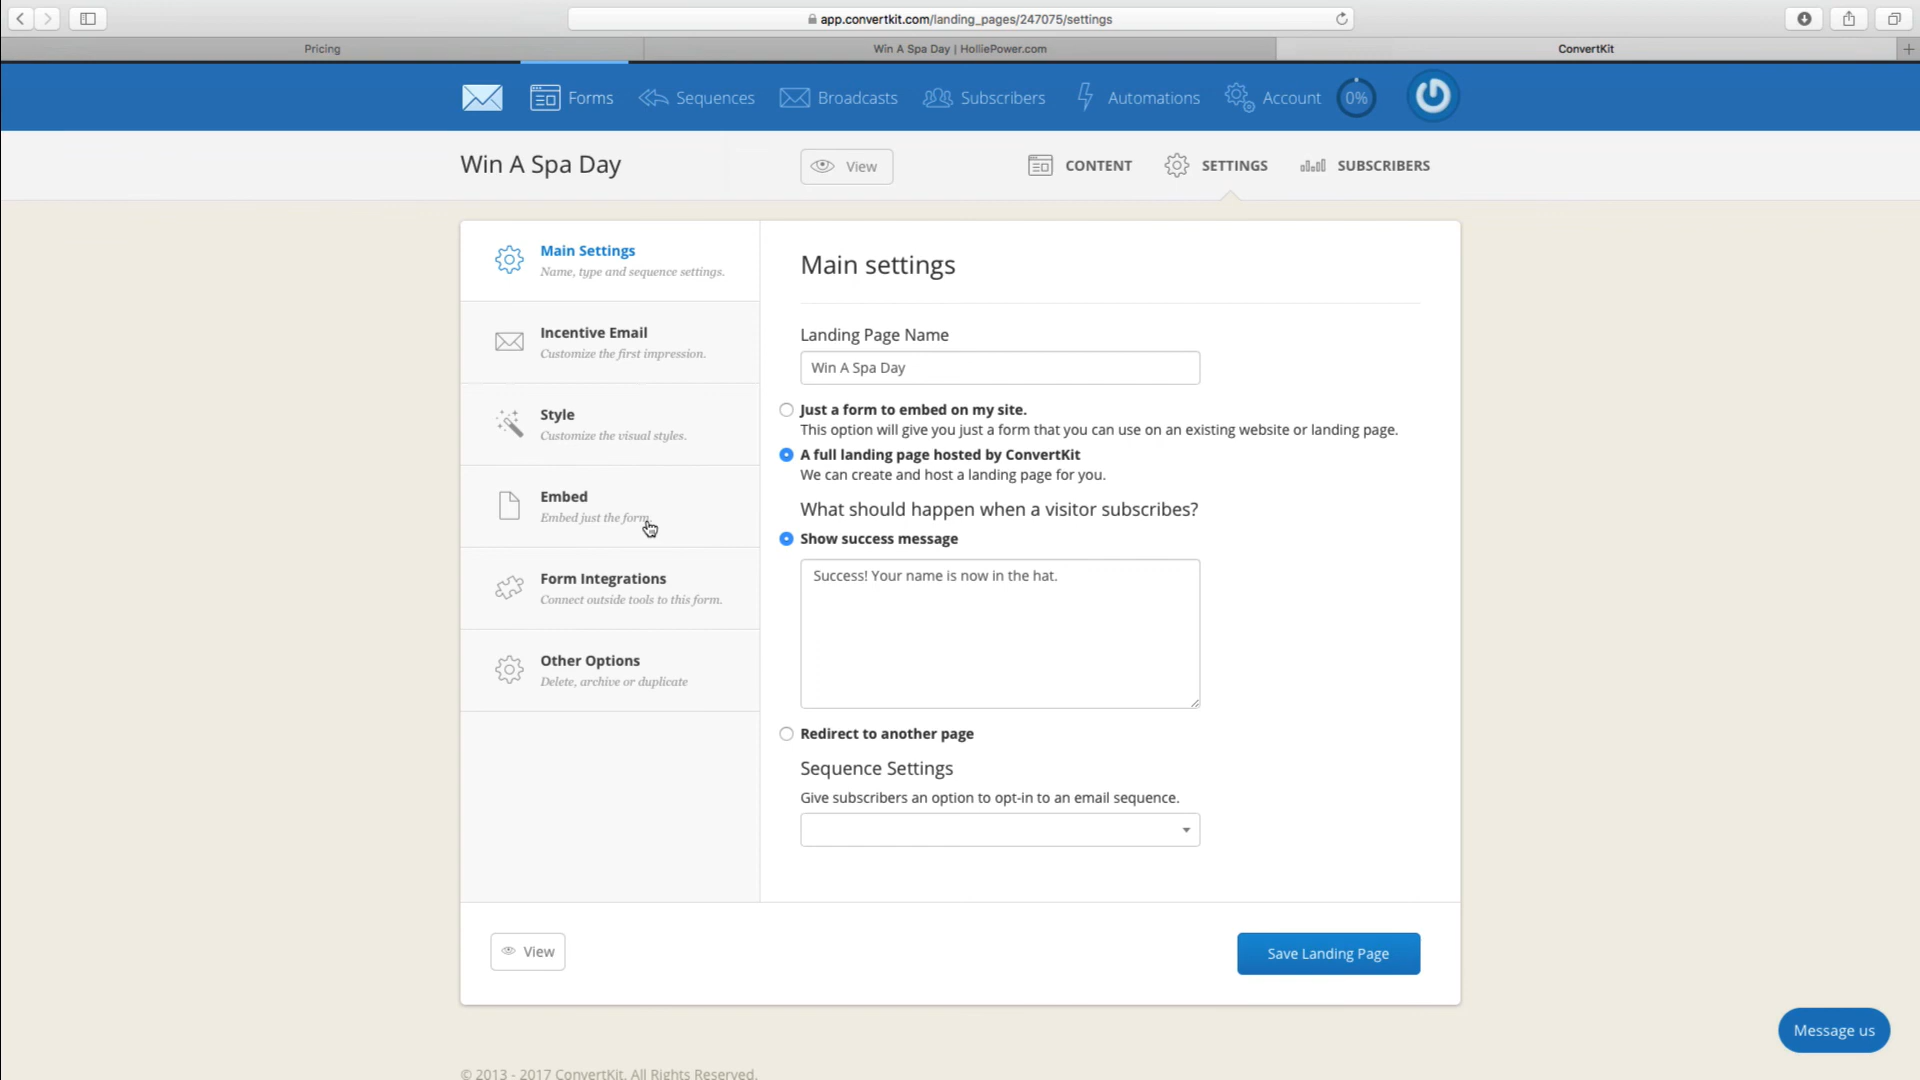 app.convertkit.com/landing_pages/247075/settings
Pricing
Win A Spa Day | HolliePower.com
ConvertKit
Forms
Sequences
Broadcasts
Subscribers
Automations
Account
0%
Win A Spa Day
View
CONTENT
SETTINGS
SUBSCRIBERS
Main Settings
Name, type and sequence settings.
Incentive Email
Customize the first impression.
Style
Customize the visual styles.
Embed
Embed just the form.
Form Integrations
Connect outside tools to this form.
Other Options
Delete, archive or duplicate
Main settings
Landing Page Name
Win A Spa Day
Just a form to embed on my site.
This option will give you just a form that you can use on an existing website or landing page.
A full landing page hosted by ConvertKit
We can create and host a landing page for you.
What should happen when a visitor subscribes?
Show success message
Success! Your name is now in the hat.
Redirect to another page
Sequence Settings
Give subscribers an option to opt-in to an email sequence.
View
Save Landing Page
Message us
© 2013 - 2017 ConvertKit. All Rights Reserved.